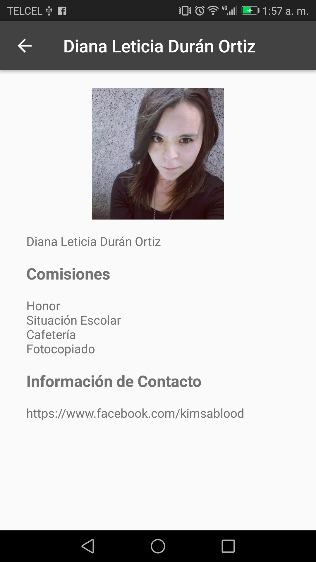 TELCEL 1:57 a. m.
Diana Leticia Durán Ortiz
Diana Leticia Durán Ortiz
Comisiones
Honor
Situación Escolar
Cafetería
Fotocopiado
Información de Contacto
https://www.facebook.com/kimsablood